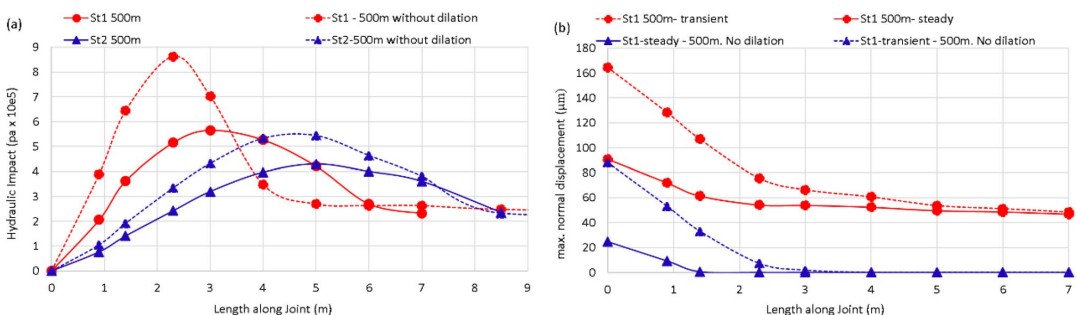 (a)
St1 500m
St1 - 500m without dilation
St2 500m
St2-500m without dilation
Hydraulic Impact (pa x 10e5)
9
8
7
6
5
4
3
2
1
0
0 1 2 3 4 5 6 7 8 9
Length along Joint (m)
(b)
St1 500m- transient
St1 500m- steady
St1-steady - 500m. No dilation
St1-transient - 500m. No dilation
max. normal displacement (µm)
180
160
140
120
100
80
60
40
20
0
0 1 2 3 4 5 6 7
Length along Joint (m)